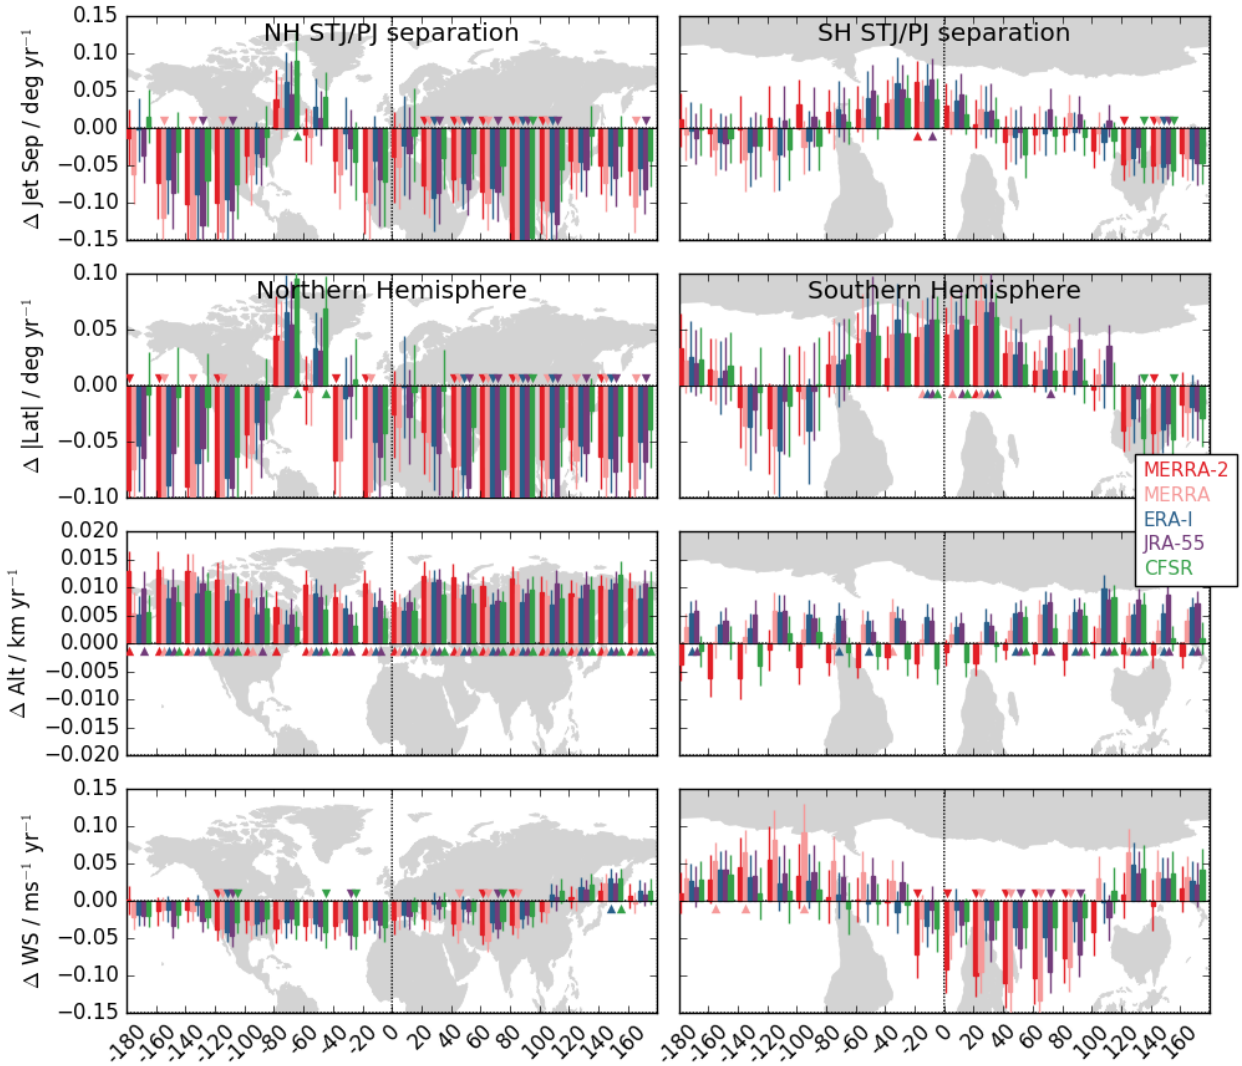 NH STJ/PJ separation
SH STJ/PJ separation
Δ Jet Sep / deg yr⁻¹
0.15
0.10
0.05
0.00
−0.05
−0.10
−0.15
Northern Hemisphere
Southern Hemisphere
Δ |Lat| / deg yr⁻¹
0.10
0.05
0.00
−0.05
−0.10
MERRA-2
MERRA
ERA-I
JRA-55
CFSR
Δ Alt / km yr⁻¹
0.020
0.015
0.010
0.005
0.000
−0.005
−0.010
−0.015
−0.020
Δ WS / ms⁻¹ yr⁻¹
0.15
0.10
0.05
0.00
−0.05
−0.10
−0.15
-180 -160 -140 -120 -100 -80 -60 -40 -20 0 20 40 60 80 100 120 140 160
-180 -160 -140 -120 -100 -80 -60 -40 -20 0 20 40 60 80 100 120 140 160